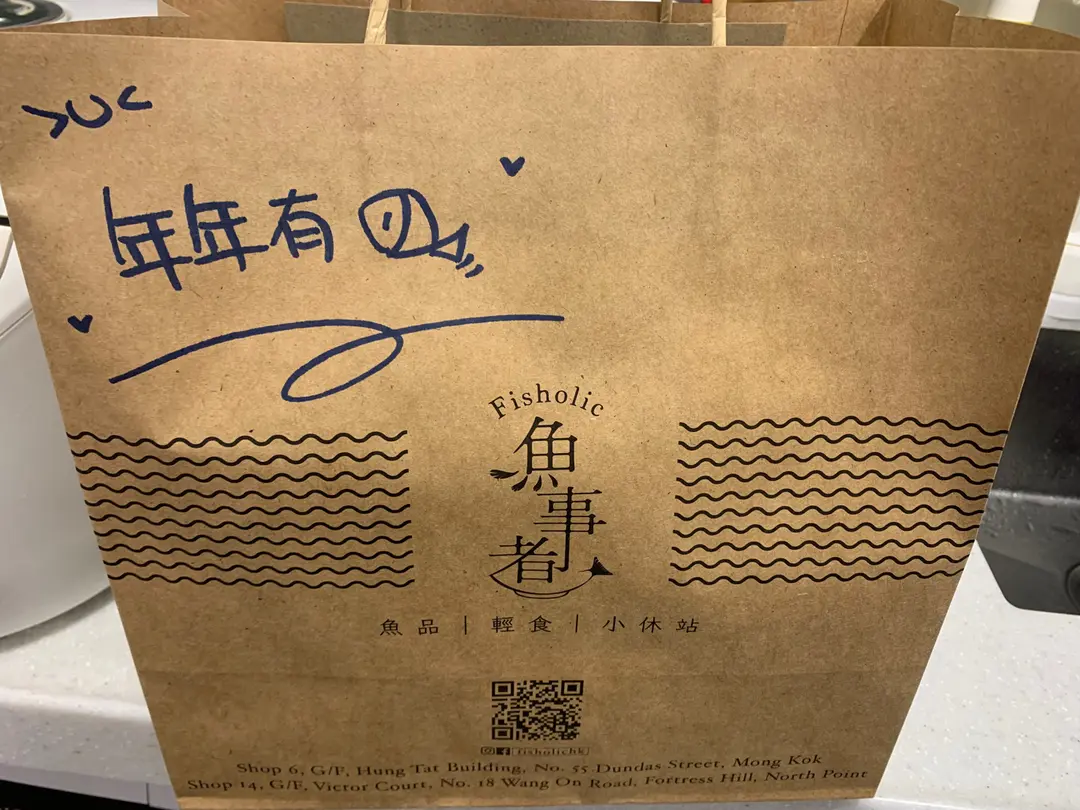 年年有
Fisholic
魚事者
魚品 | 輕食 | 小休站
fisholichk
Shop 6, G/F, Hung Tat Building, No. 55 Dundas Street, Mong Kok
Shop 14, G/F, Victor Court, No. 18 Wang On Road, Fortress Hill, North Point